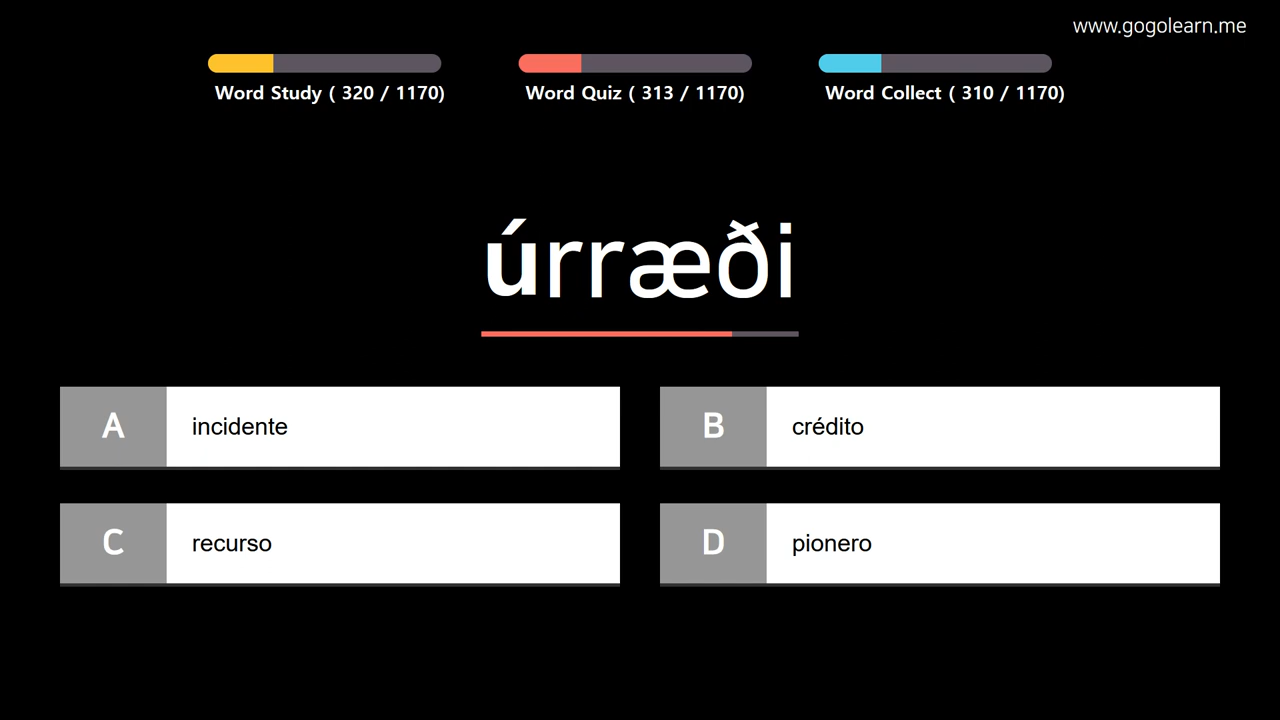 www.gogolearn.me
Word Study ( 320 / 1170)
Word Quiz ( 313 / 1170)
Word Collect ( 310 / 1170)
úrræði
A incidente
B crédito
C recurso
D pionero